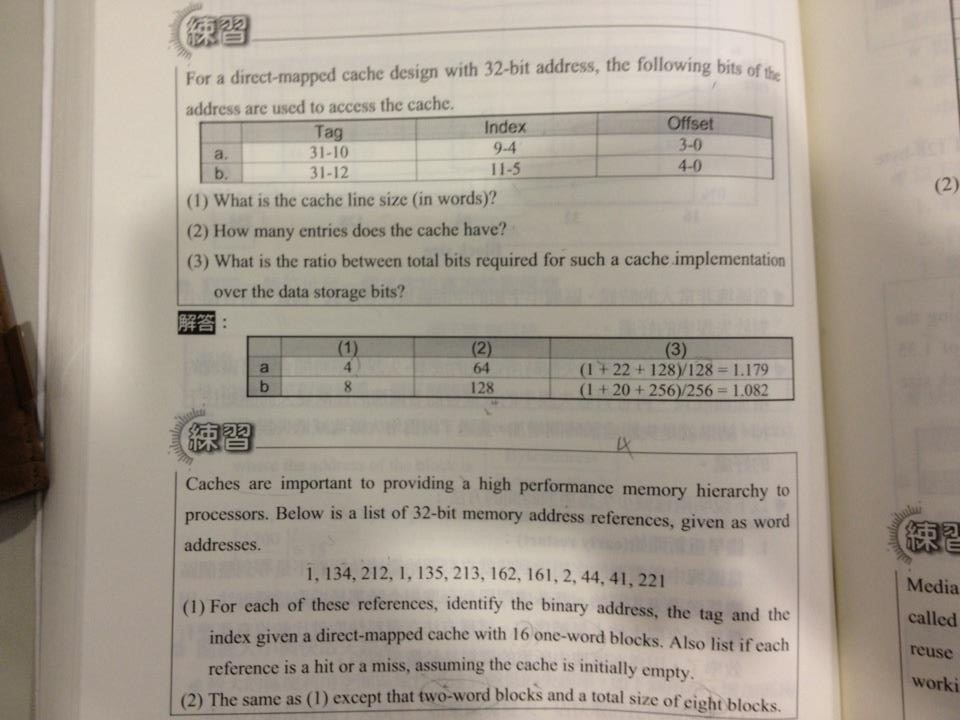 練習
For a direct-mapped cache design with 32-bit address, the following bits of the
address are used to access the cache.
Tag Index Offset
a. 31-10 9-4 3-0
b. 31-12 11-5 4-0
(1) What is the cache line size (in words)?
(2) How many entries does the cache have?
(3) What is the ratio between total bits required for such a cache implementation
over the data storage bits?
解答：
(1) (2) (3)
a 4 64 (1 + 22 + 128)/128 = 1.179
b 8 128 (1 + 20 + 256)/256 = 1.082
練習
Caches are important to providing a high performance memory hierarchy to
processors. Below is a list of 32-bit memory address references, given as word
addresses.
1, 134, 212, 1, 135, 213, 162, 161, 2, 44, 41, 221
(1) For each of these references, identify the binary address, the tag and the
index given a direct-mapped cache with 16 one-word blocks. Also list if each
reference is a hit or a miss, assuming the cache is initially empty.
(2) The same as (1) except that two-word blocks and a total size of eight blocks.
(2)
練習
Media
called
reuse